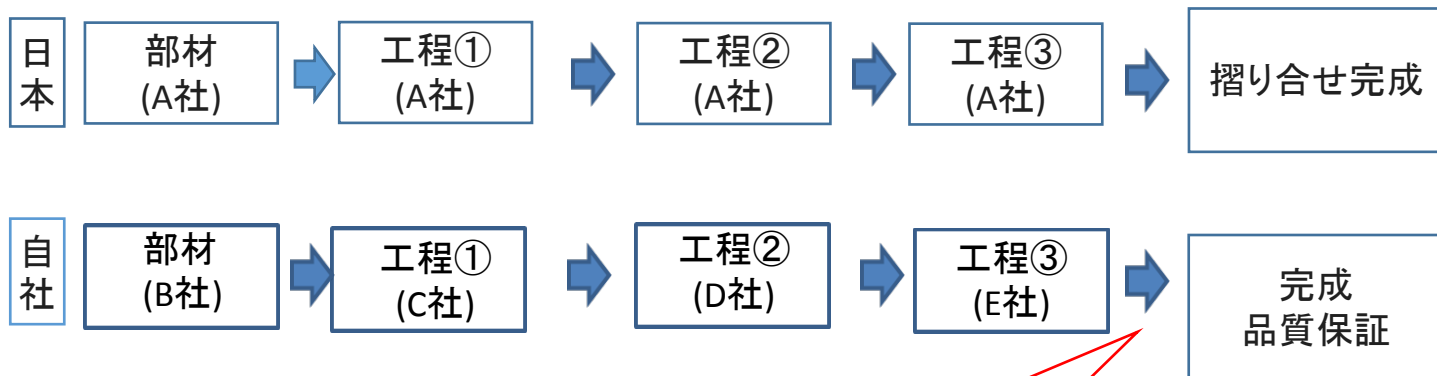 日本
部材
(A社)
工程①
(A社)
工程②
(A社)
工程③
(A社)
摺り合せ完成
自社
部材
(B社)
工程①
(C社)
工程②
(D社)
工程③
(E社)
完成
品質保証